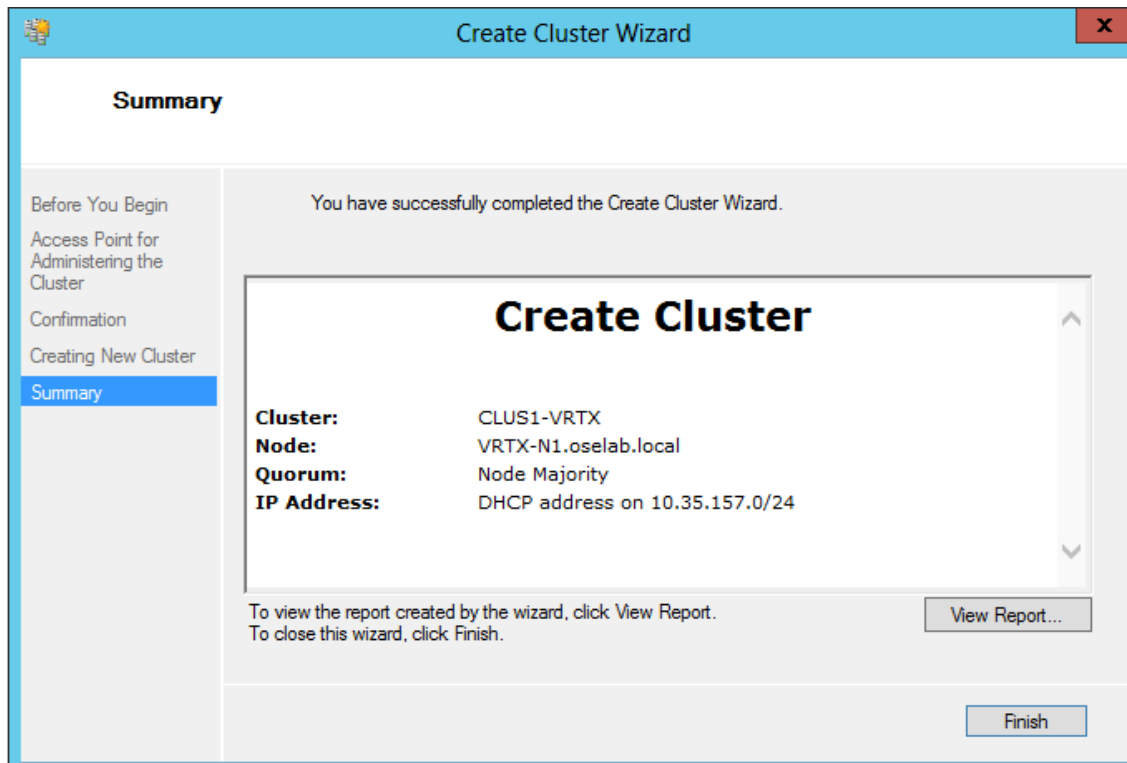 Create Cluster Wizard
X
Summary
Before You Begin
Access Point for
Administering the
Cluster
Confirmation
Creating New Cluster
Summary
You have successfully completed the Create Cluster Wizard.
Create Cluster
Cluster: CLUS1-VRTX
Node: VRTX-N1.oselab.local
Quorum: Node Majority
IP Address: DHCP address on 10.35.157.0/24
To view the report created by the wizard, click View Report.
To close this wizard, click Finish.
View Report...
Finish